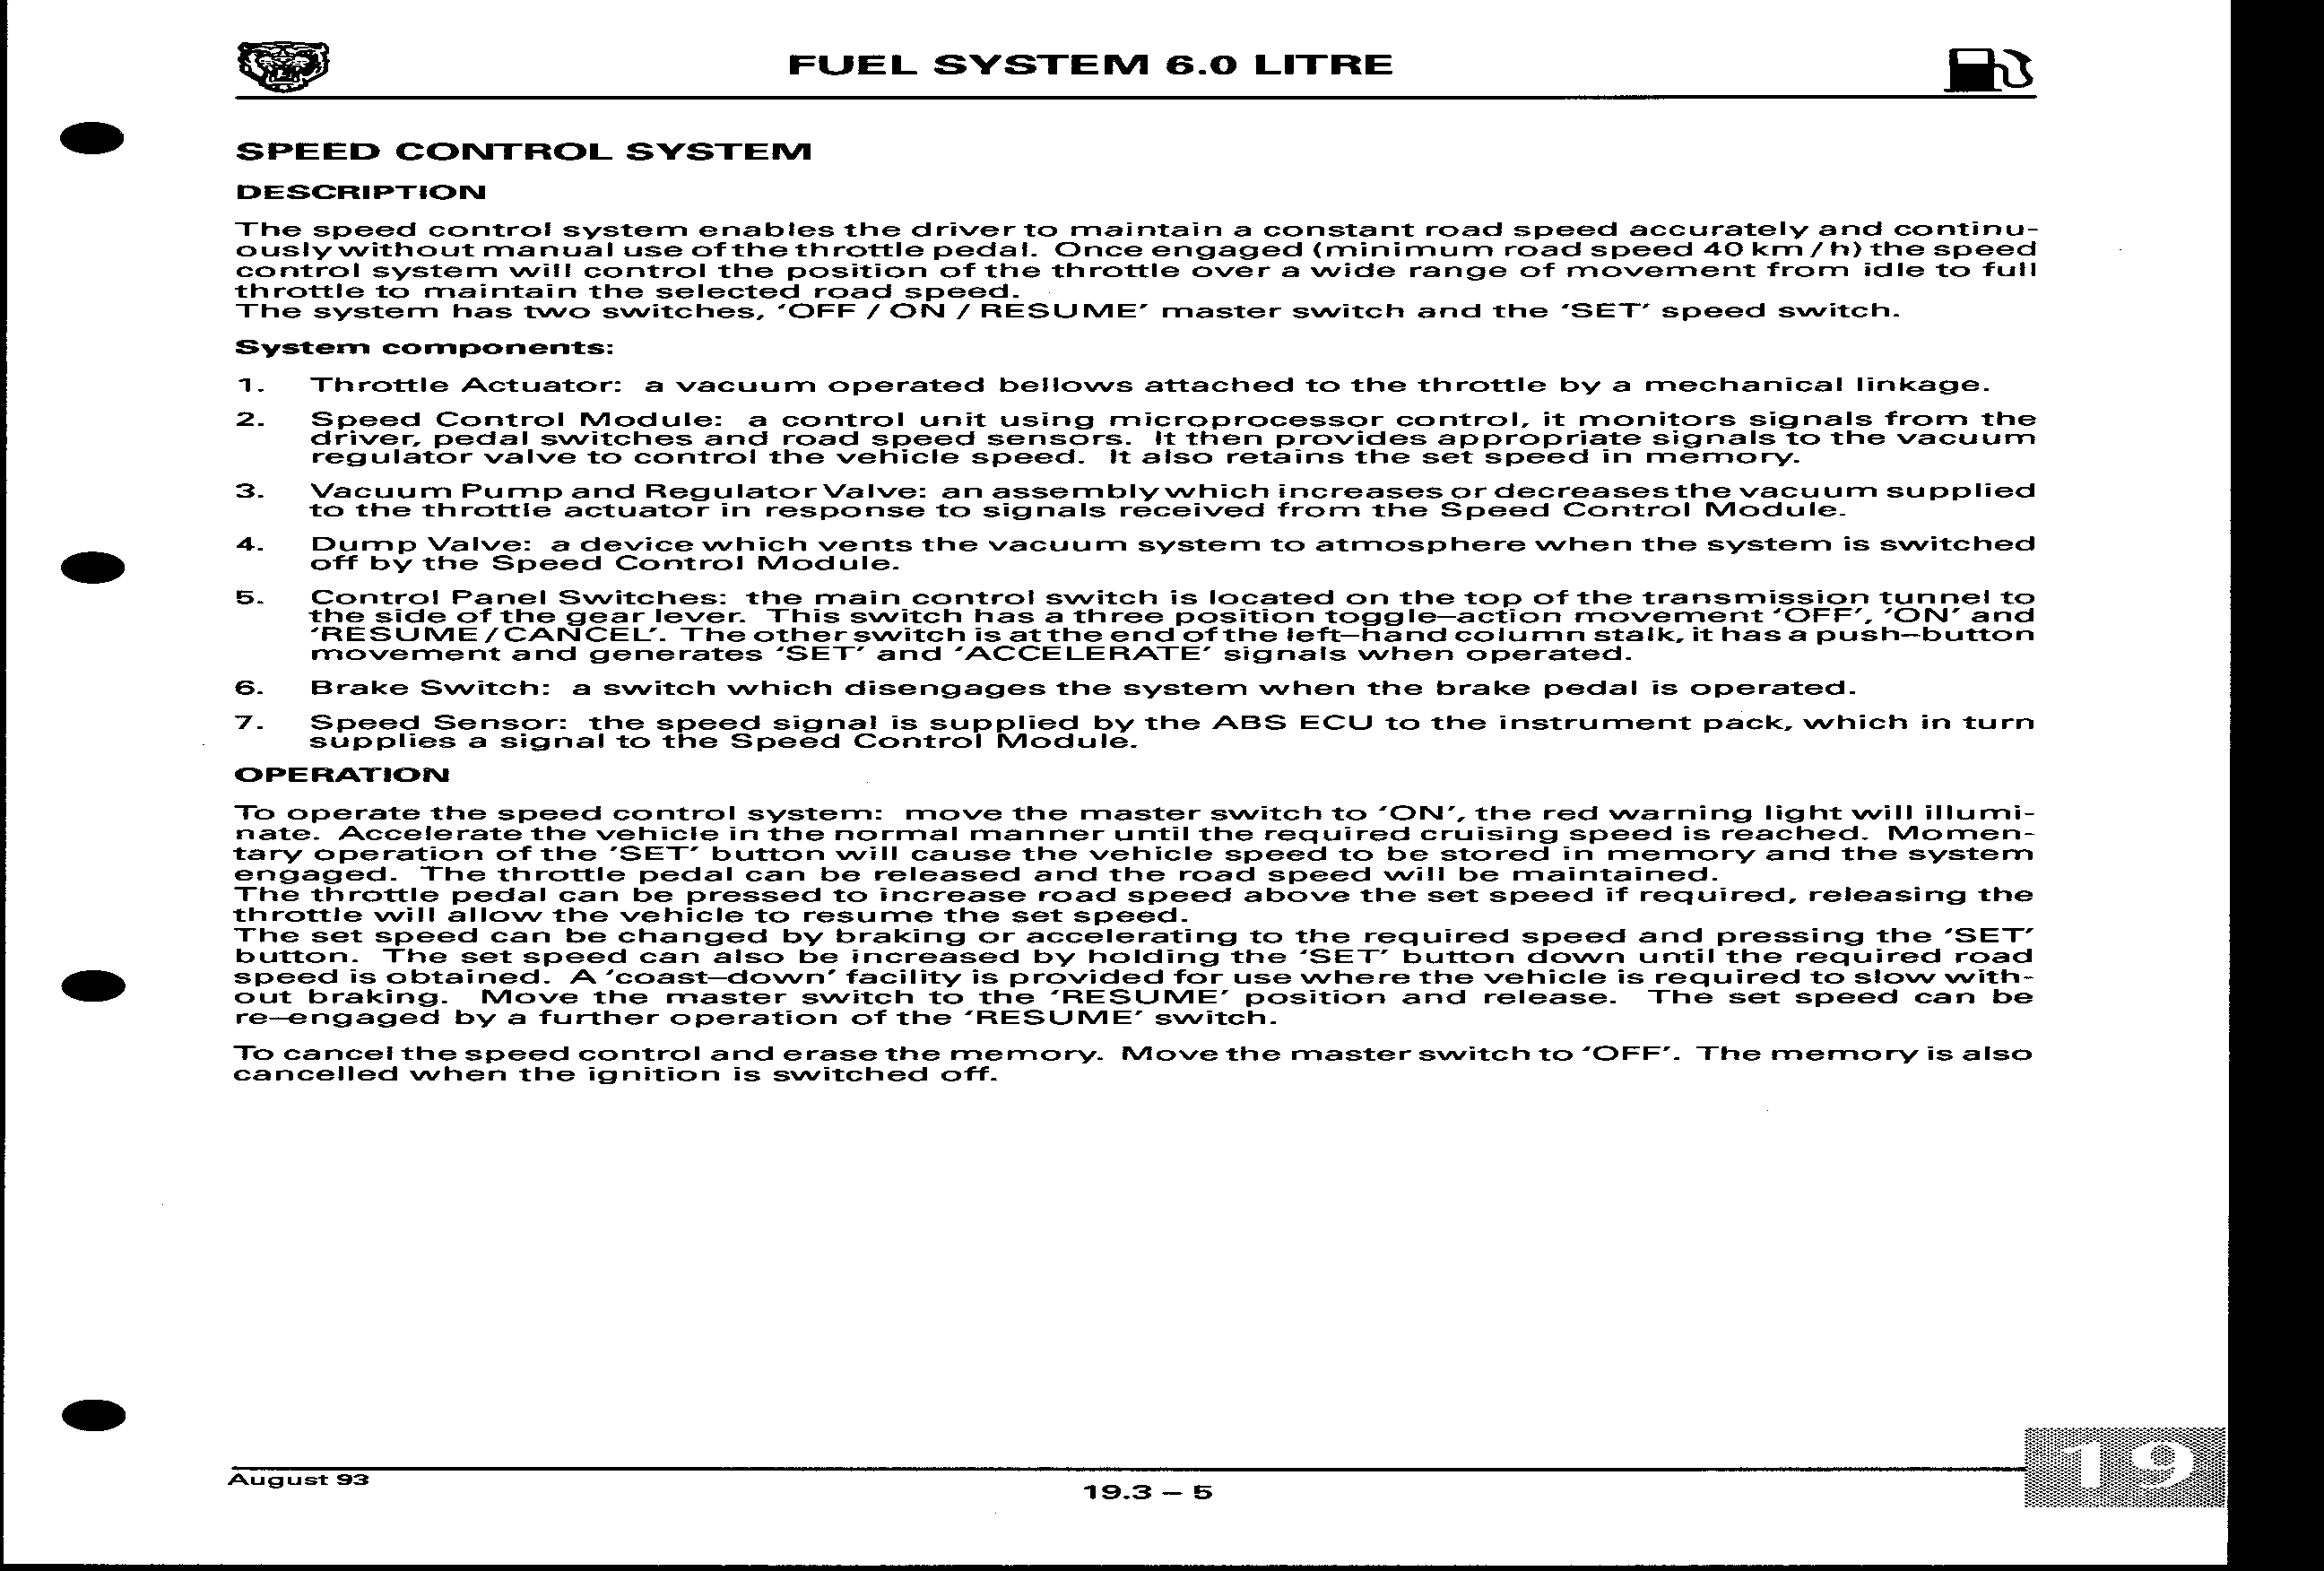 FUEL SYSTEM 6.0 LITRE
SPEED CONTROL SYSTEM
DESCRIPTION
The speed control system enables the driver to maintain a constant road speed accurately and continu-
ously without manual use of the throttle pedal. Once engaged (minimum road speed 40 km / h) the speed
control system will control the position of the throttle over a wide range of movement from idle to full
throttle to maintain the selected road speed.
The system has two switches, 'OFF / ON / RESUME' master switch and the 'SET' speed switch.
System components:
1. Throttle Actuator: a vacuum operated bellows attached to the throttle by a mechanical linkage.
2. Speed Control Module: a control unit using microprocessor control, it monitors signals from the
driver, pedal switches and road speed sensors. It then provides appropriate signals to the vacuum
regulator valve to control the vehicle speed. It also retains the set speed in memory.
3. Vacuum Pump and Regulator Valve: an assembly which increases or decreases the vacuum supplied
to the throttle actuator in response to signals received from the Speed Control Module.
4. Dump Valve: a device which vents the vacuum system to atmosphere when the system is switched
off by the Speed Control Module.
5. Control Panel Switches: the main control switch is located on the top of the transmission tunnel to
the side of the gear lever. This switch has a three position toggle–action movement 'OFF', 'ON' and
'RESUME / CANCEL'. The other switch is at the end of the left–hand column stalk, it has a push–button
movement and generates 'SET' and 'ACCELERATE' signals when operated.
6. Brake Switch: a switch which disengages the system when the brake pedal is operated.
7. Speed Sensor: the speed signal is supplied by the ABS ECU to the instrument pack, which in turn
supplies a signal to the Speed Control Module.
OPERATION
To operate the speed control system: move the master switch to 'ON', the red warning light will illumi-
nate. Accelerate the vehicle in the normal manner until the required cruising speed is reached. Momen-
tary operation of the 'SET' button will cause the vehicle speed to be stored in memory and the system
engaged. The throttle pedal can be released and the road speed will be maintained.
The throttle pedal can be pressed to increase road speed above the set speed if required, releasing the
throttle will allow the vehicle to resume the set speed.
The set speed can be changed by braking or accelerating to the required speed and pressing the 'SET'
button. The set speed can also be increased by holding the 'SET' button down until the required road
speed is obtained. A 'coast–down' facility is provided for use where the vehicle is required to slow with-
out braking. Move the master switch to the 'RESUME' position and release. The set speed can be
re–engaged by a further operation of the 'RESUME' switch.
To cancel the speed control and erase the memory. Move the master switch to 'OFF'. The memory is also
cancelled when the ignition is switched off.
August 93
19.3 – 5
19